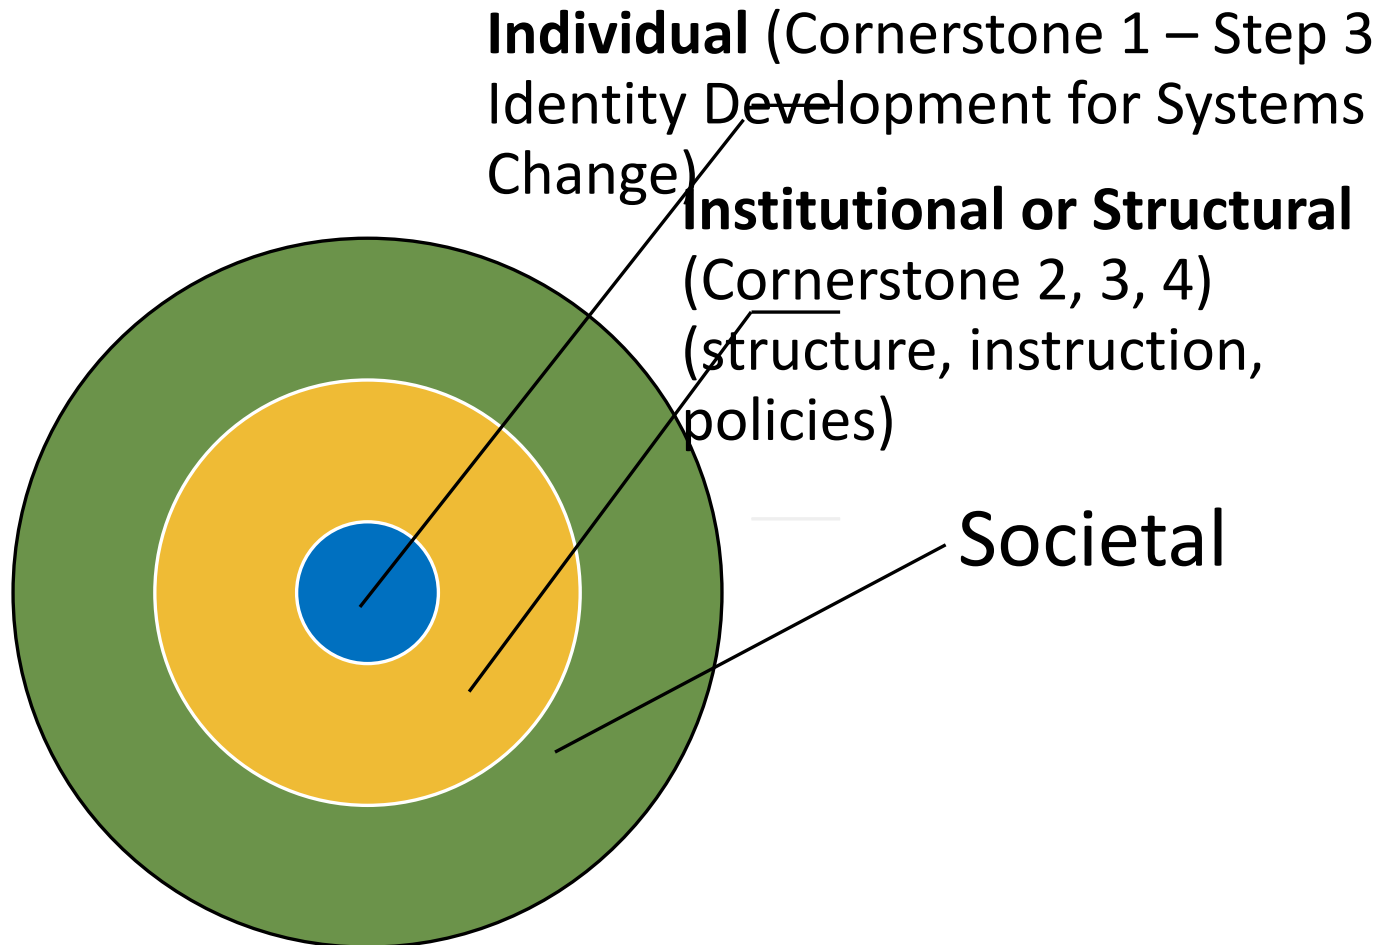 Individual (Cornerstone 1 – Step 3
Identity Development for Systems
Change)
Institutional or Structural
(Cornerstone 2, 3, 4)
(structure, instruction,
policies)
Societal